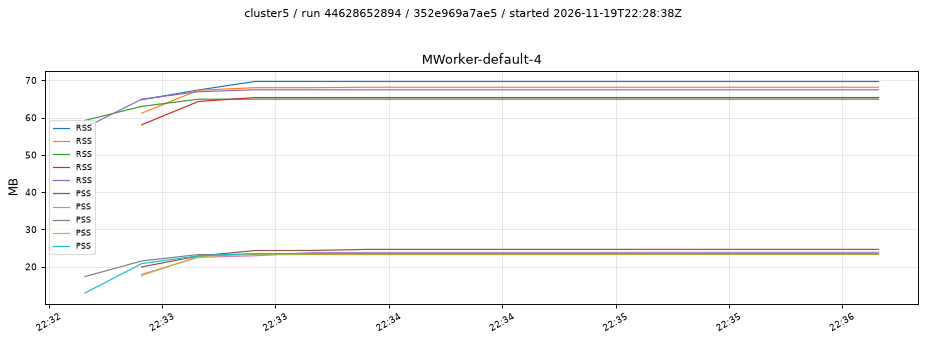 cluster5 / run 44628652894 / 352e969a7ae5 / started 2026-11-19T22:28:38Z
MWorker-default-4
MB
70
60
50
40
30
20
RSS
RSS
RSS
RSS
RSS
PSS
PSS
PSS
PSS
PSS
22:32
22:33
22:33
22:34
22:34
22:35
22:35
22:36